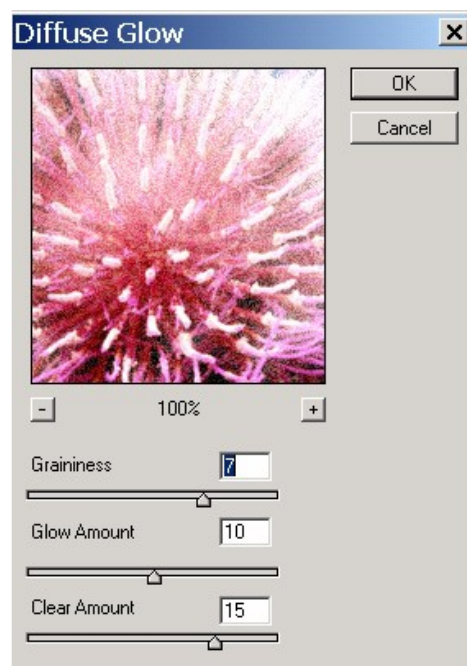 Diffuse Glow
OK
Cancel
- 100% +
Graininess 7
Glow Amount 10
Clear Amount 15